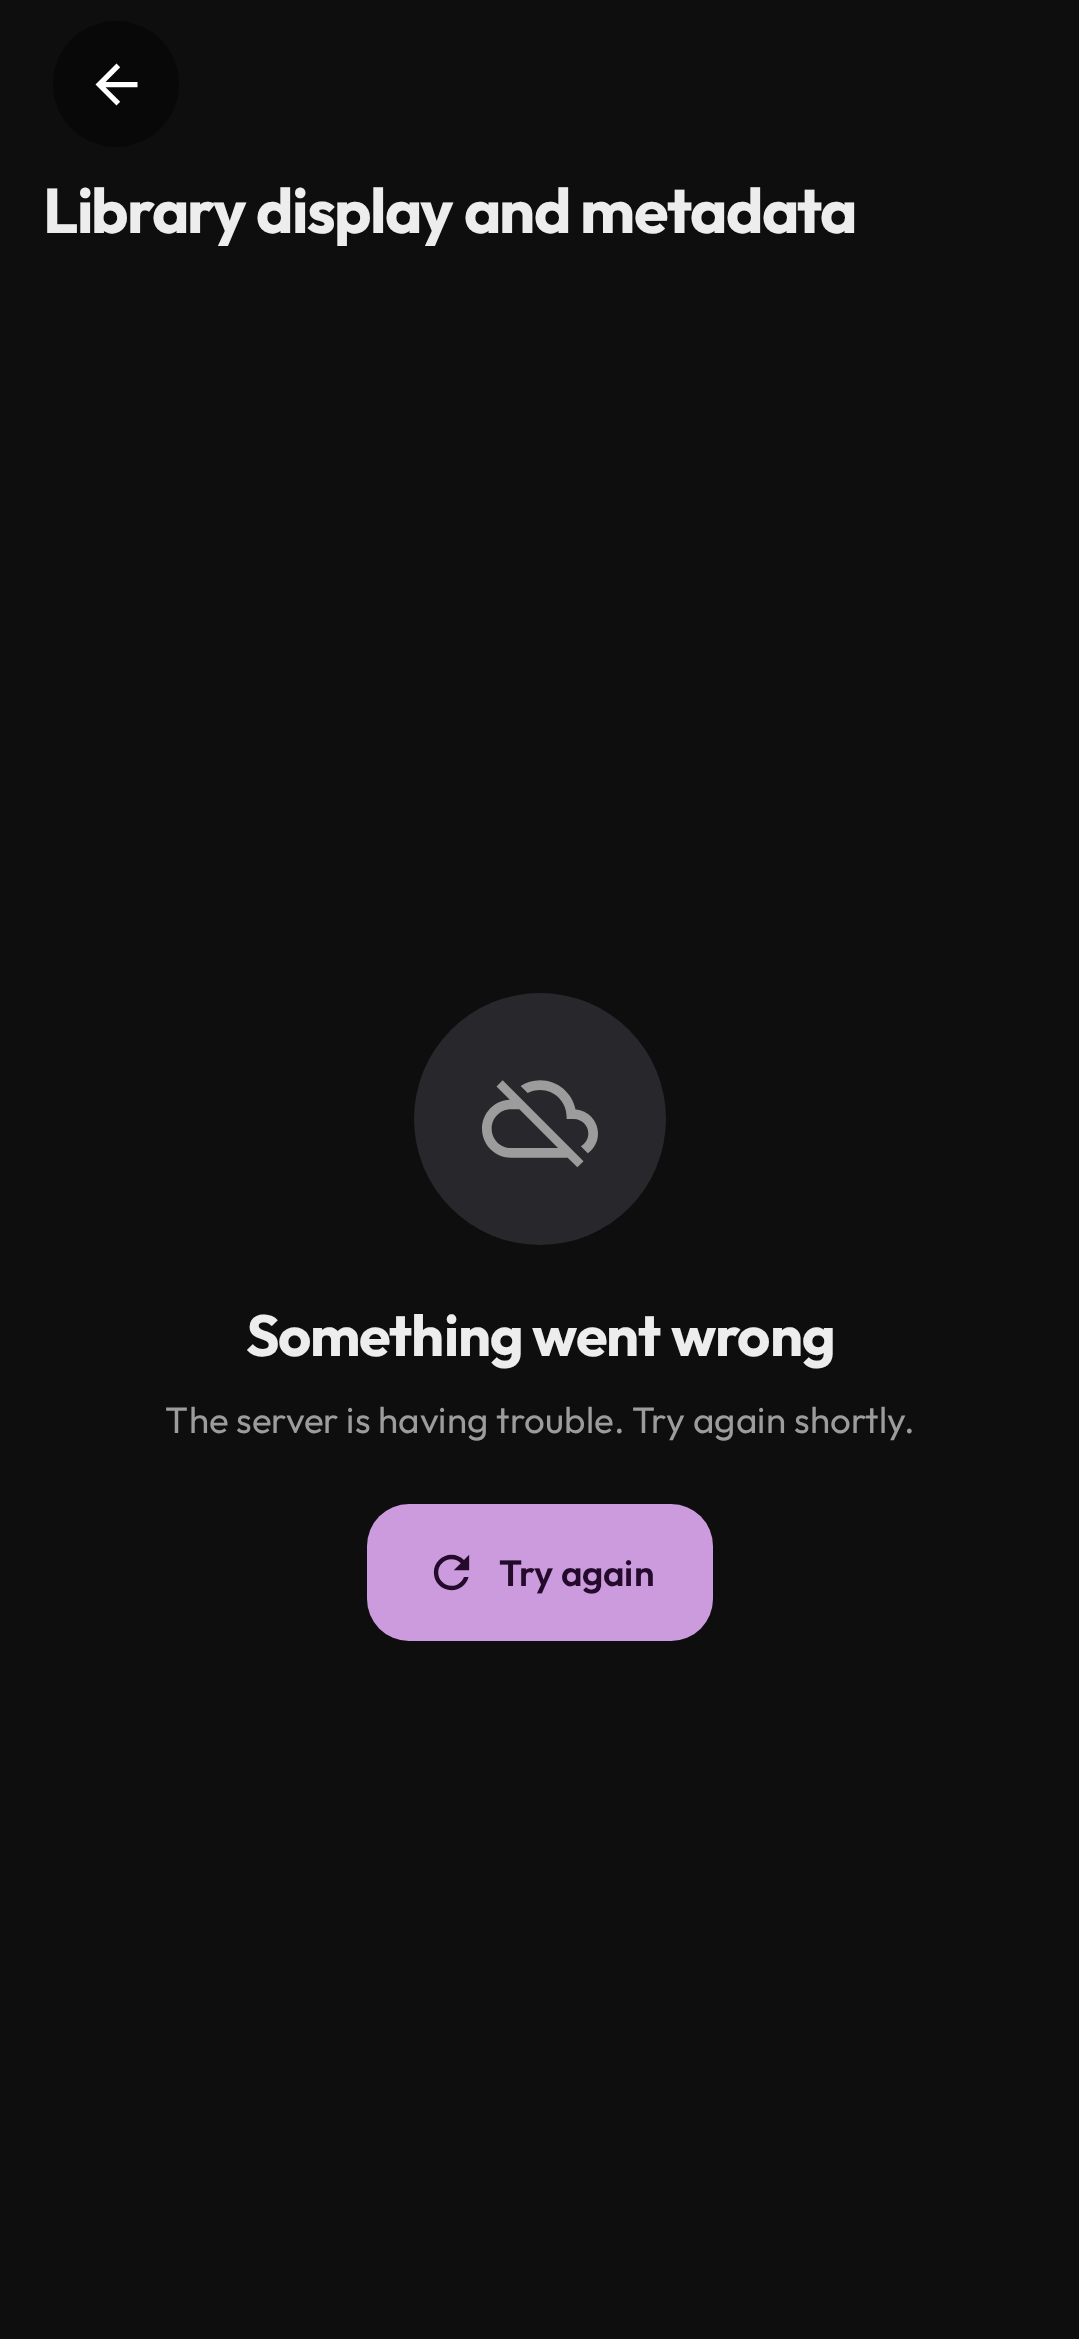 Library display and metadata
Something went wrong
The server is having trouble. Try again shortly.
Try again